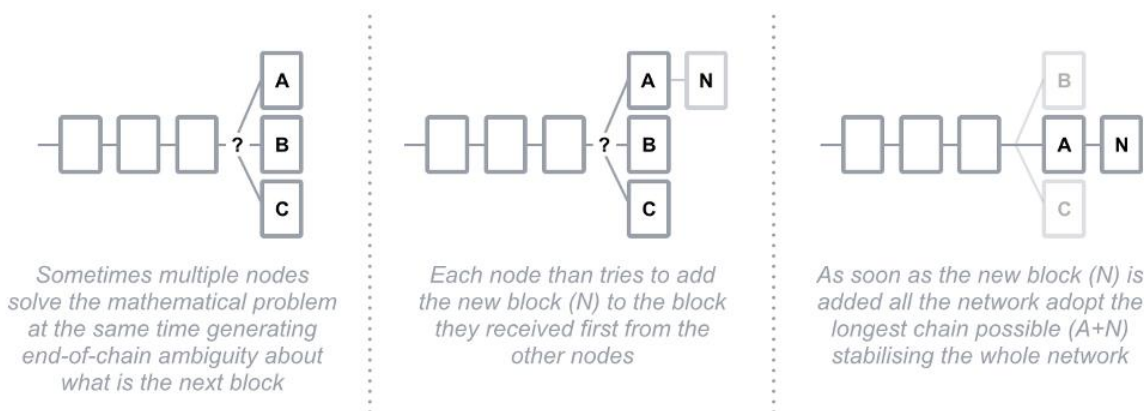 A
?
B
C
Sometimes multiple nodes
solve the mathematical problem
at the same time generating
end-of-chain ambiguity about
what is the next block
A
N
?
B
C
Each node than tries to add
the new block (N) to the block
they received first from the
other nodes
B
A
N
C
As soon as the new block (N) is
added all the network adopt the
longest chain possible (A+N)
stabilising the whole network